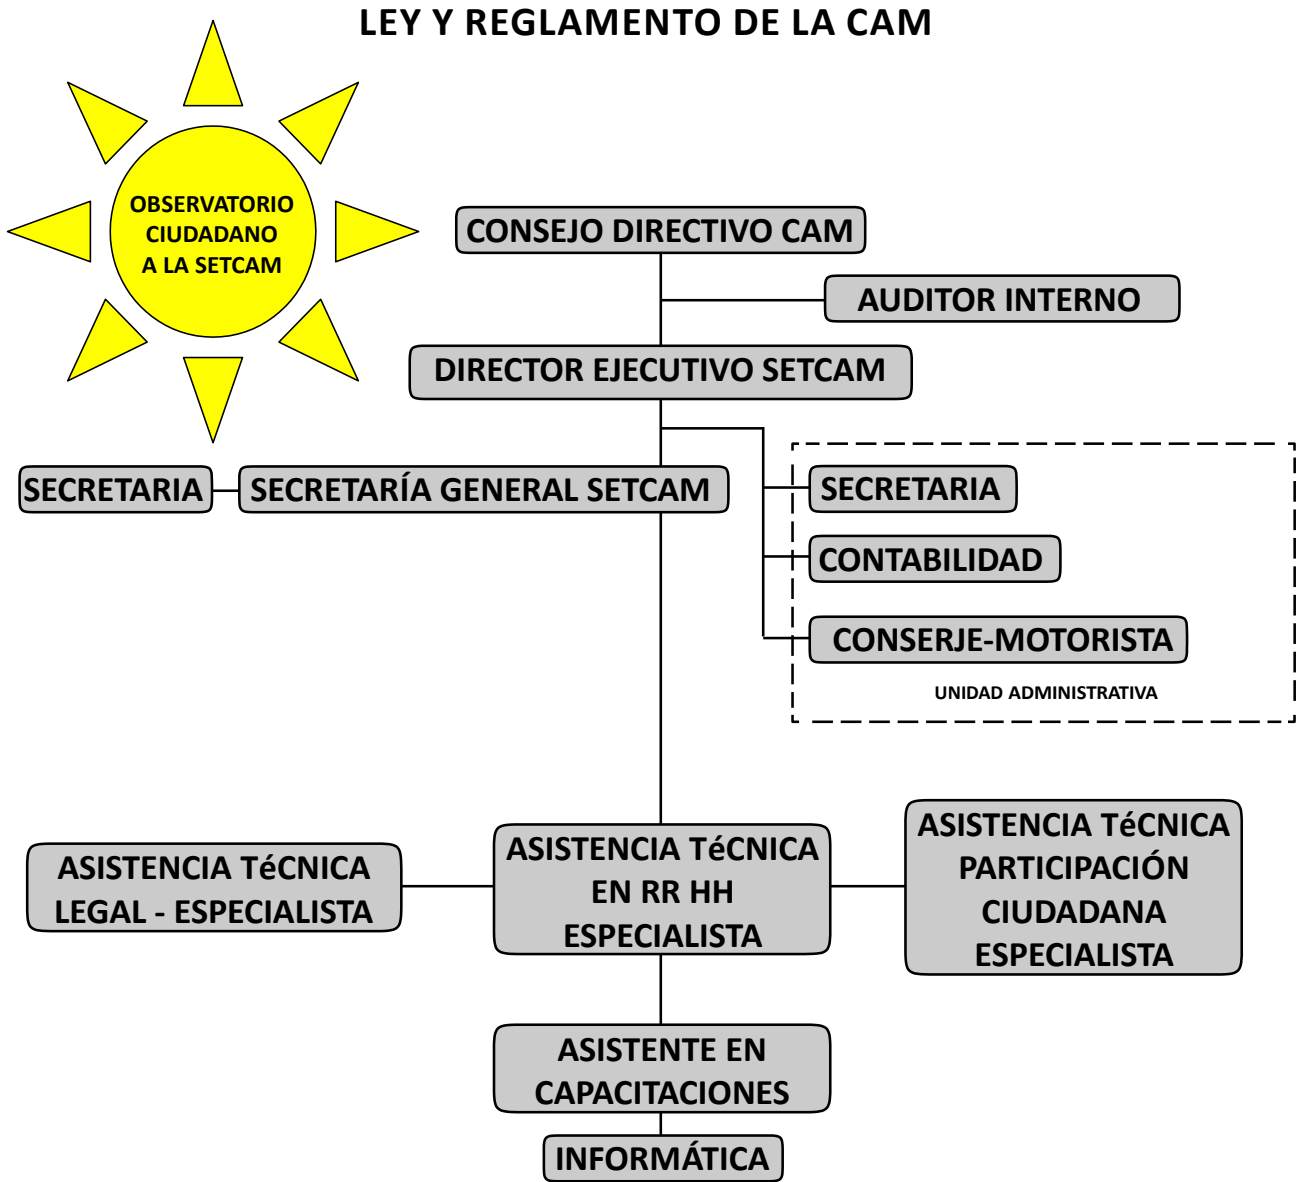 LEY Y REGLAMENTO DE LA CAM
OBSERVATORIO
CIUDADANO
A LA SETCAM
CONSEJO DIRECTIVO CAM
AUDITOR INTERNO
DIRECTOR EJECUTIVO SETCAM
SECRETARIA
SECRETARÍA GENERAL SETCAM
SECRETARIA
CONTABILIDAD
CONSERJE-MOTORISTA
UNIDAD ADMINISTRATIVA
ASISTENCIA TéCNICA
LEGAL - ESPECIALISTA
ASISTENCIA TéCNICA
EN RR HH
ESPECIALISTA
ASISTENCIA TéCNICA
PARTICIPACIÓN
CIUDADANA
ESPECIALISTA
ASISTENTE EN
CAPACITACIONES
INFORMÁTICA